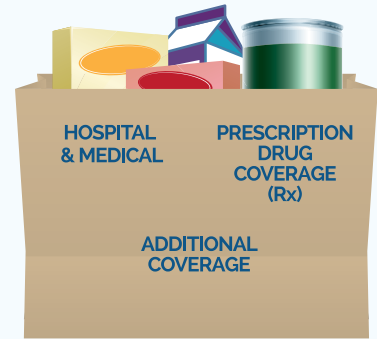 HOSPITAL
& MEDICAL
PRESCRIPTION
DRUG
COVERAGE
(Rx)
ADDITIONAL
COVERAGE